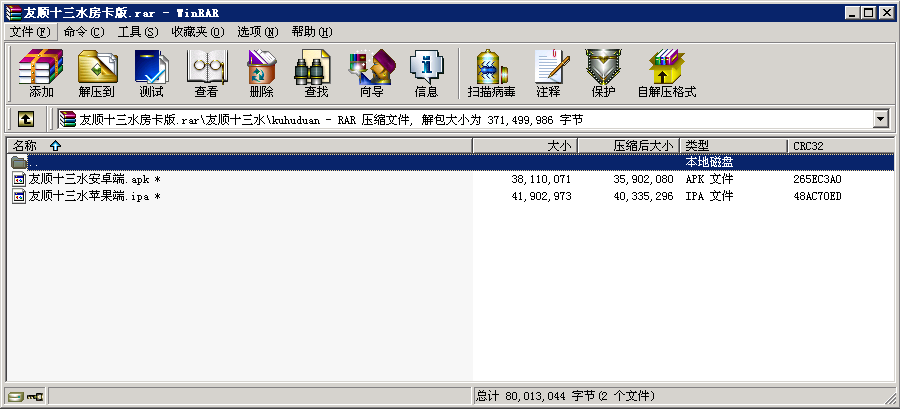 友顺十三水房卡版.rar - WinRAR
文件(F) 命令(C) 工具(S) 收藏夹(O) 选项(N) 帮助(H)
添加 解压到 测试 查看 删除 查找 向导 信息 扫描病毒 注释 保护 自解压格式
友顺十三水房卡版.rar\友顺十三水\kuhuduan - RAR 压缩文件, 解包大小为 371,499,986 字节
名称 大小 压缩后大小 类型 CRC32
.. 本地磁盘
友顺十三水安卓端.apk * 38,110,071 35,902,080 APK 文件 265EC3A0
友顺十三水苹果端.ipa * 41,902,973 40,335,296 IPA 文件 48AC70ED
总计 80,013,044 字节(2 个文件)